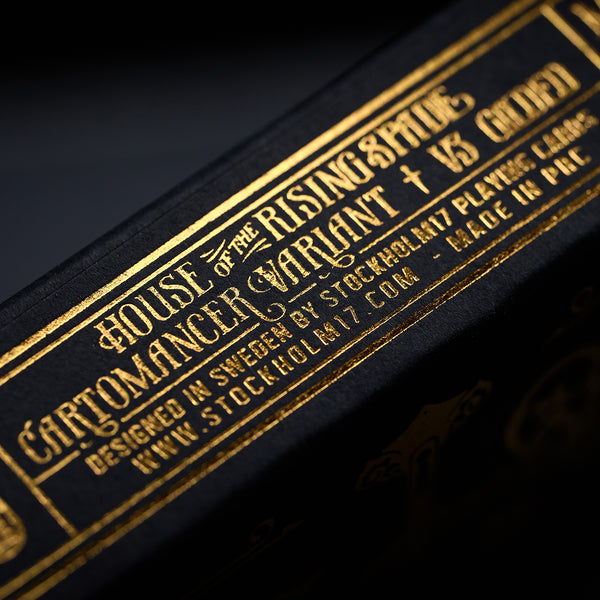 HOUSE OF THE RISING SPADE
CARTOMANCER VARIANT † V3 GILDED
DESIGNED IN SWEDEN BY STOCKHOLM17 PLAYING CARDS
WWW.STOCKHOLM17.COM - MADE IN PRC